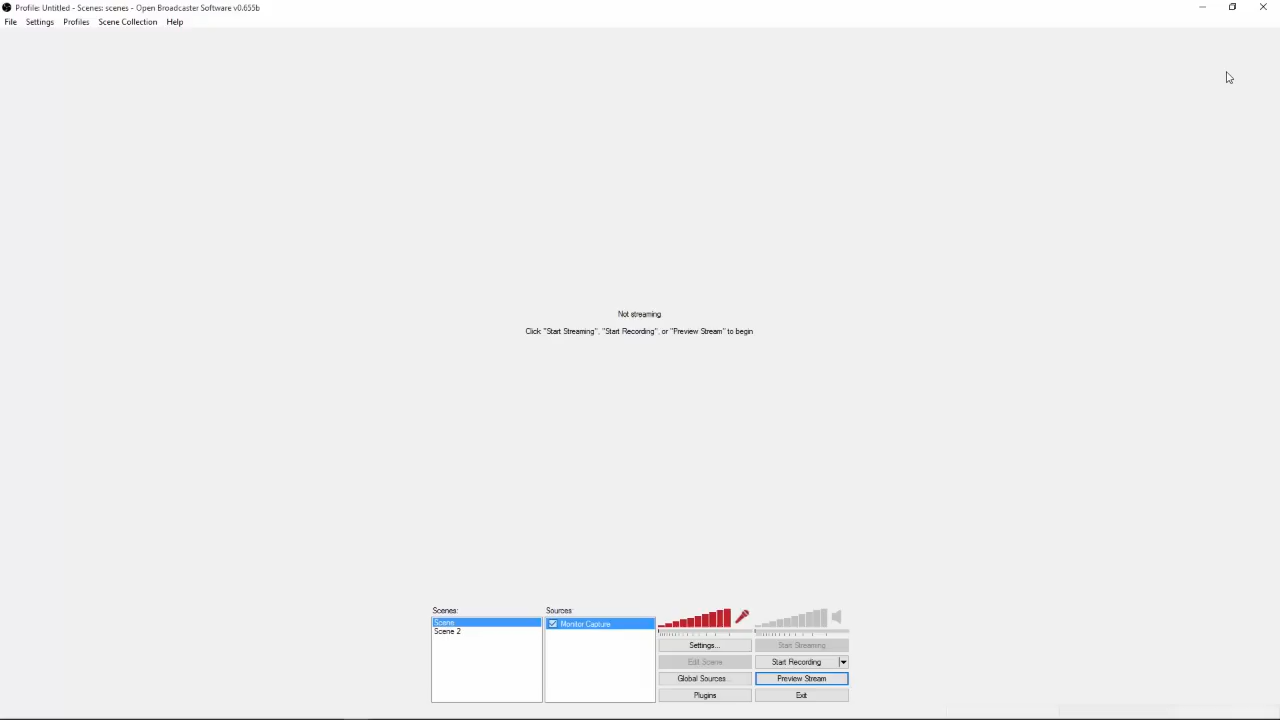 Profile: Untitled - Scenes: scenes - Open Broadcaster Software v0.655b
File Settings Profiles Scene Collection Help
Not streaming
Click "Start Streaming", "Start Recording", or "Preview Stream" to begin
Scenes: Sources:
Scene Monitor Capture
Scene 2
Settings... Start Streaming
Edit Scene Start Recording
Global Sources... Preview Stream
Plugins Exit